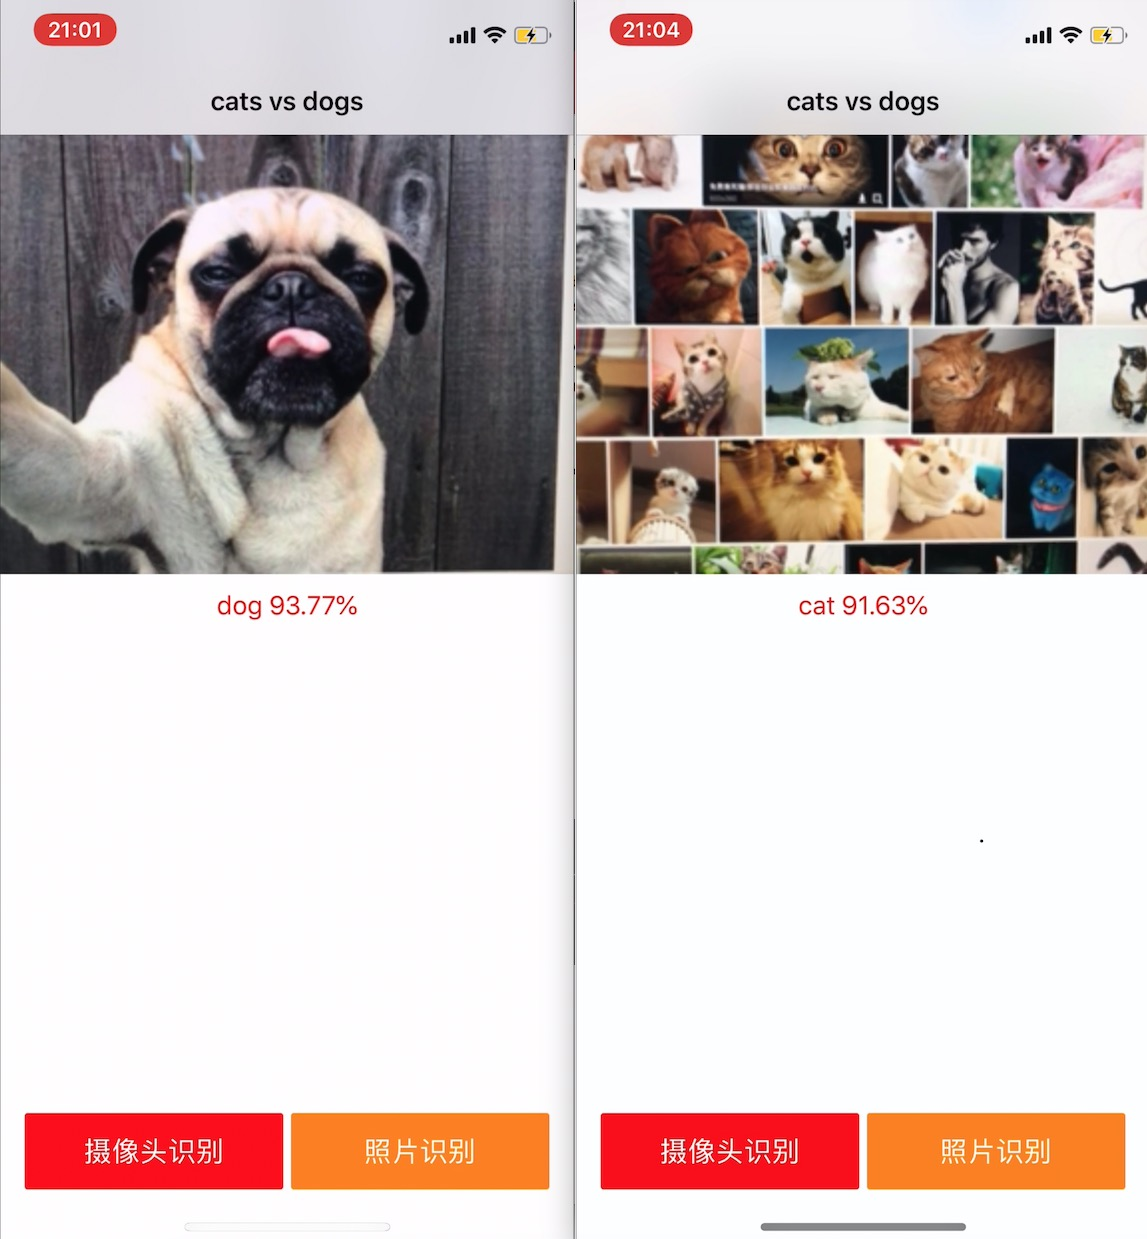 21:01
cats vs dogs
dog 93.77%
摄像头识别
照片识别
21:04
cats vs dogs
cat 91.63%
摄像头识别
照片识别